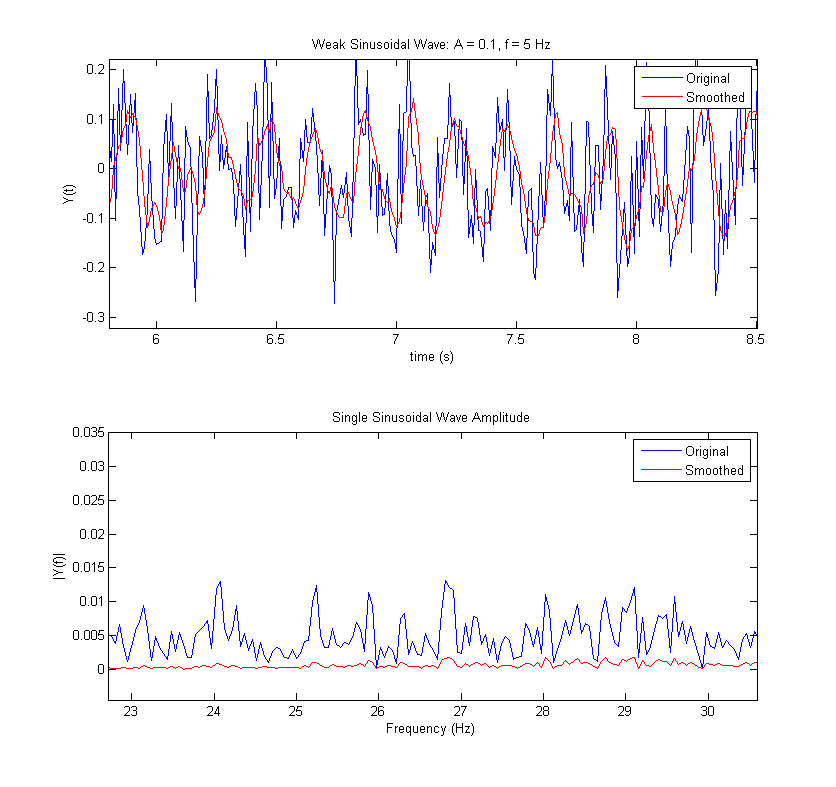 Weak Sinusoidal Wave: A = 0.1, f = 5 Hz
0.2
0.1
0
-0.1
-0.2
-0.3
Y(t)
Original
Smoothed
6 6.5 7 7.5 8 8.5
time (s)
Single Sinusoidal Wave Amplitude
0.035
0.03
0.025
0.02
0.015
0.01
0.005
0
|Y(f)|
Original
Smoothed
23 24 25 26 27 28 29 30
Frequency (Hz)